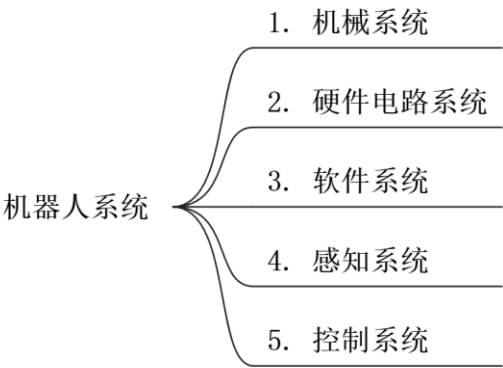 1. 机械系统
2. 硬件电路系统
3. 软件系统
机器人系统
4. 感知系统
5. 控制系统